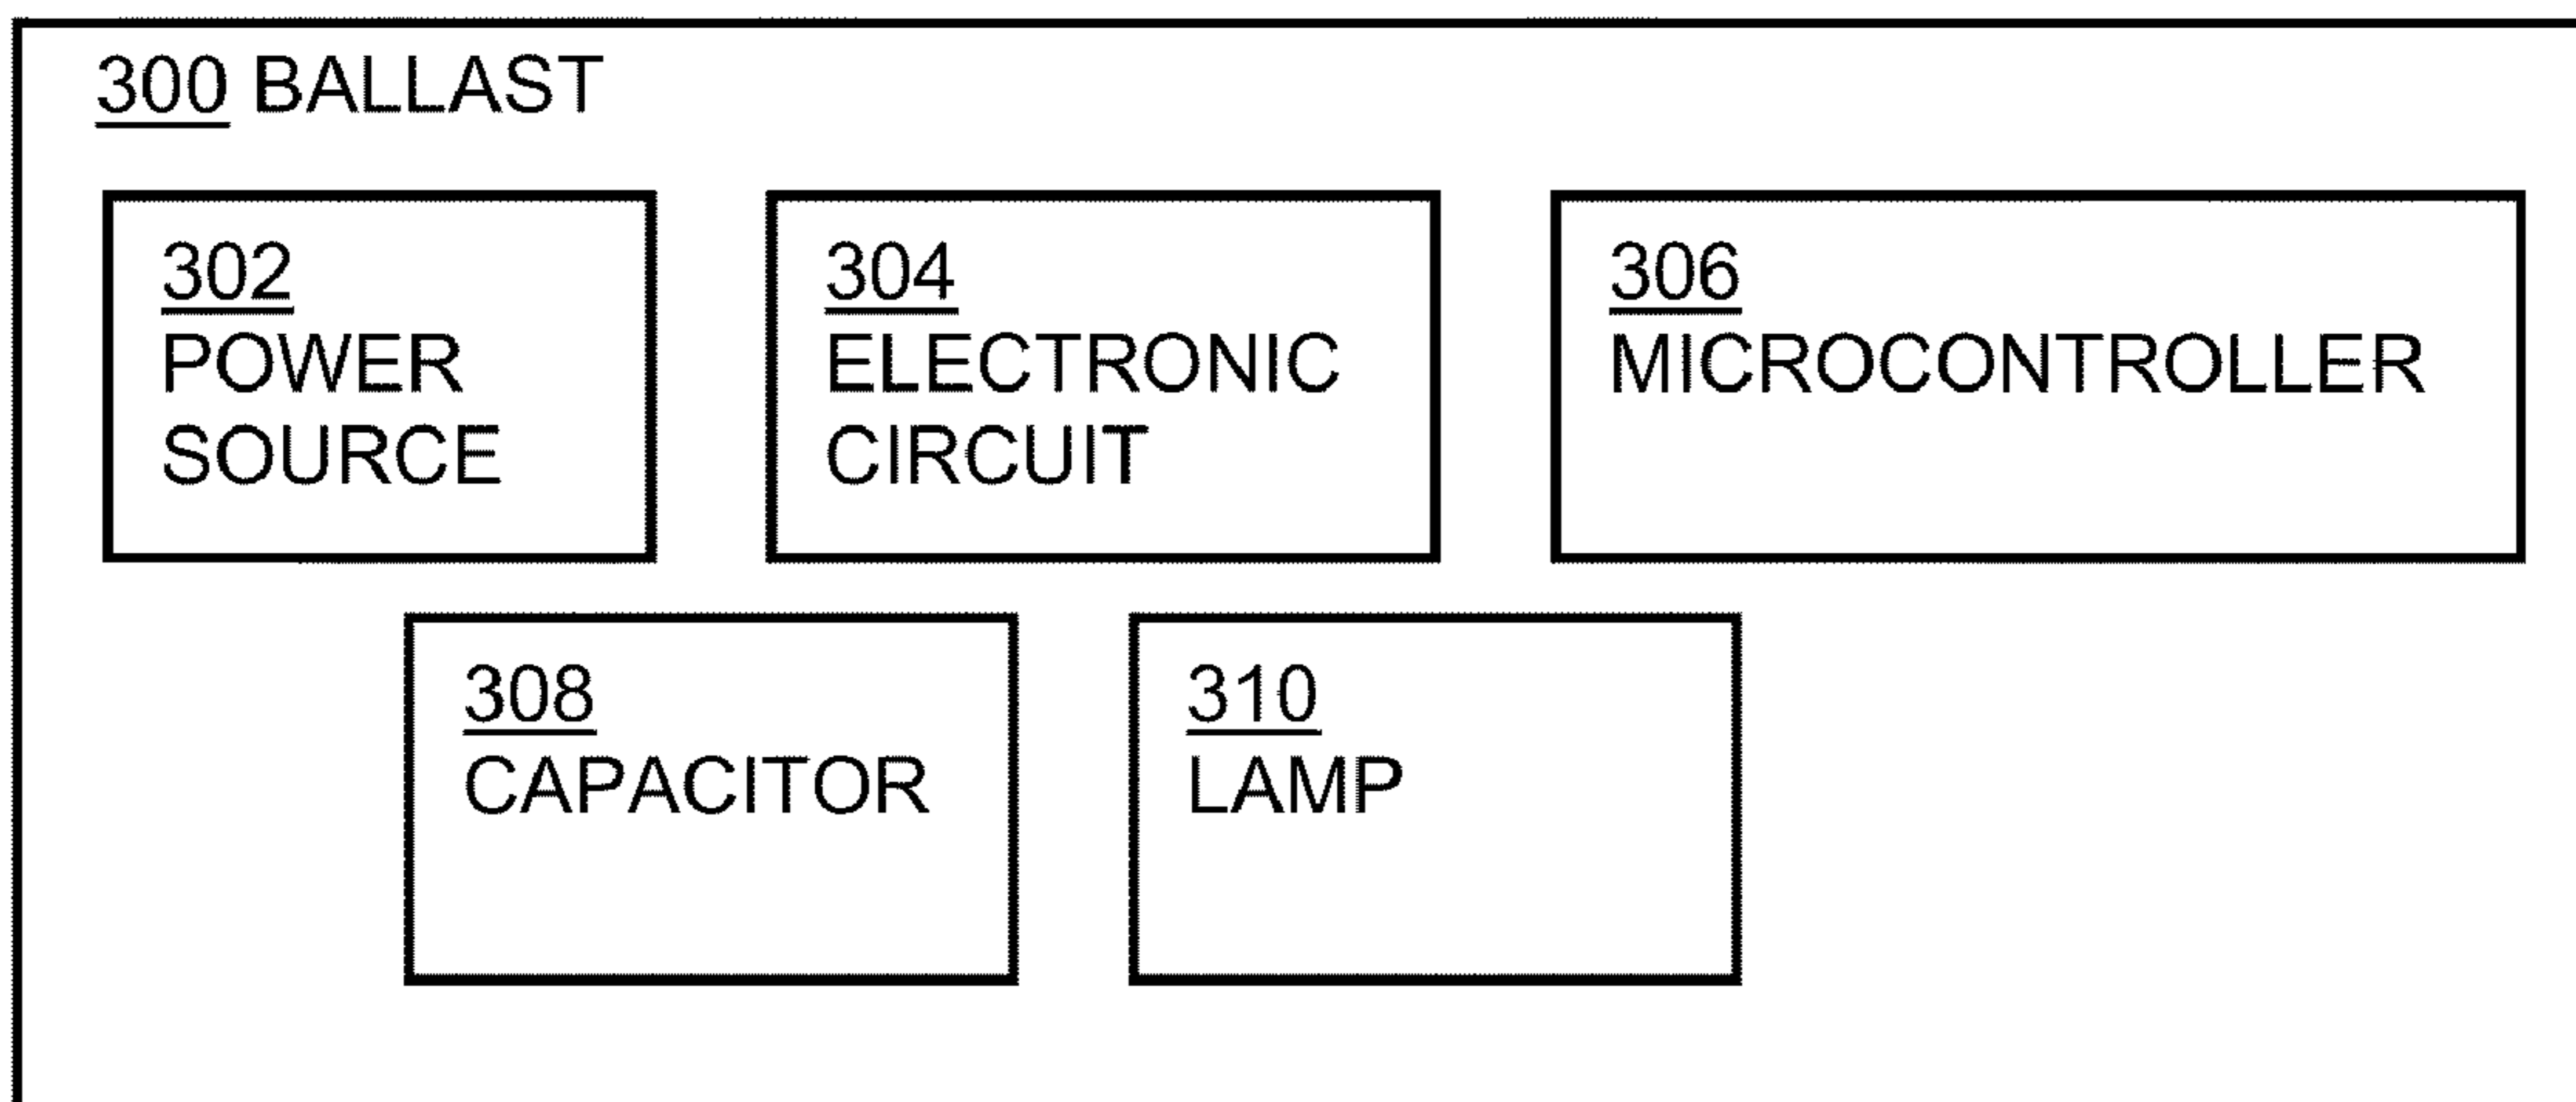 300 BALLAST
302
POWER
SOURCE
304
ELECTRONIC
CIRCUIT
306
MICROCONTROLLER
308
CAPACITOR
310
LAMP